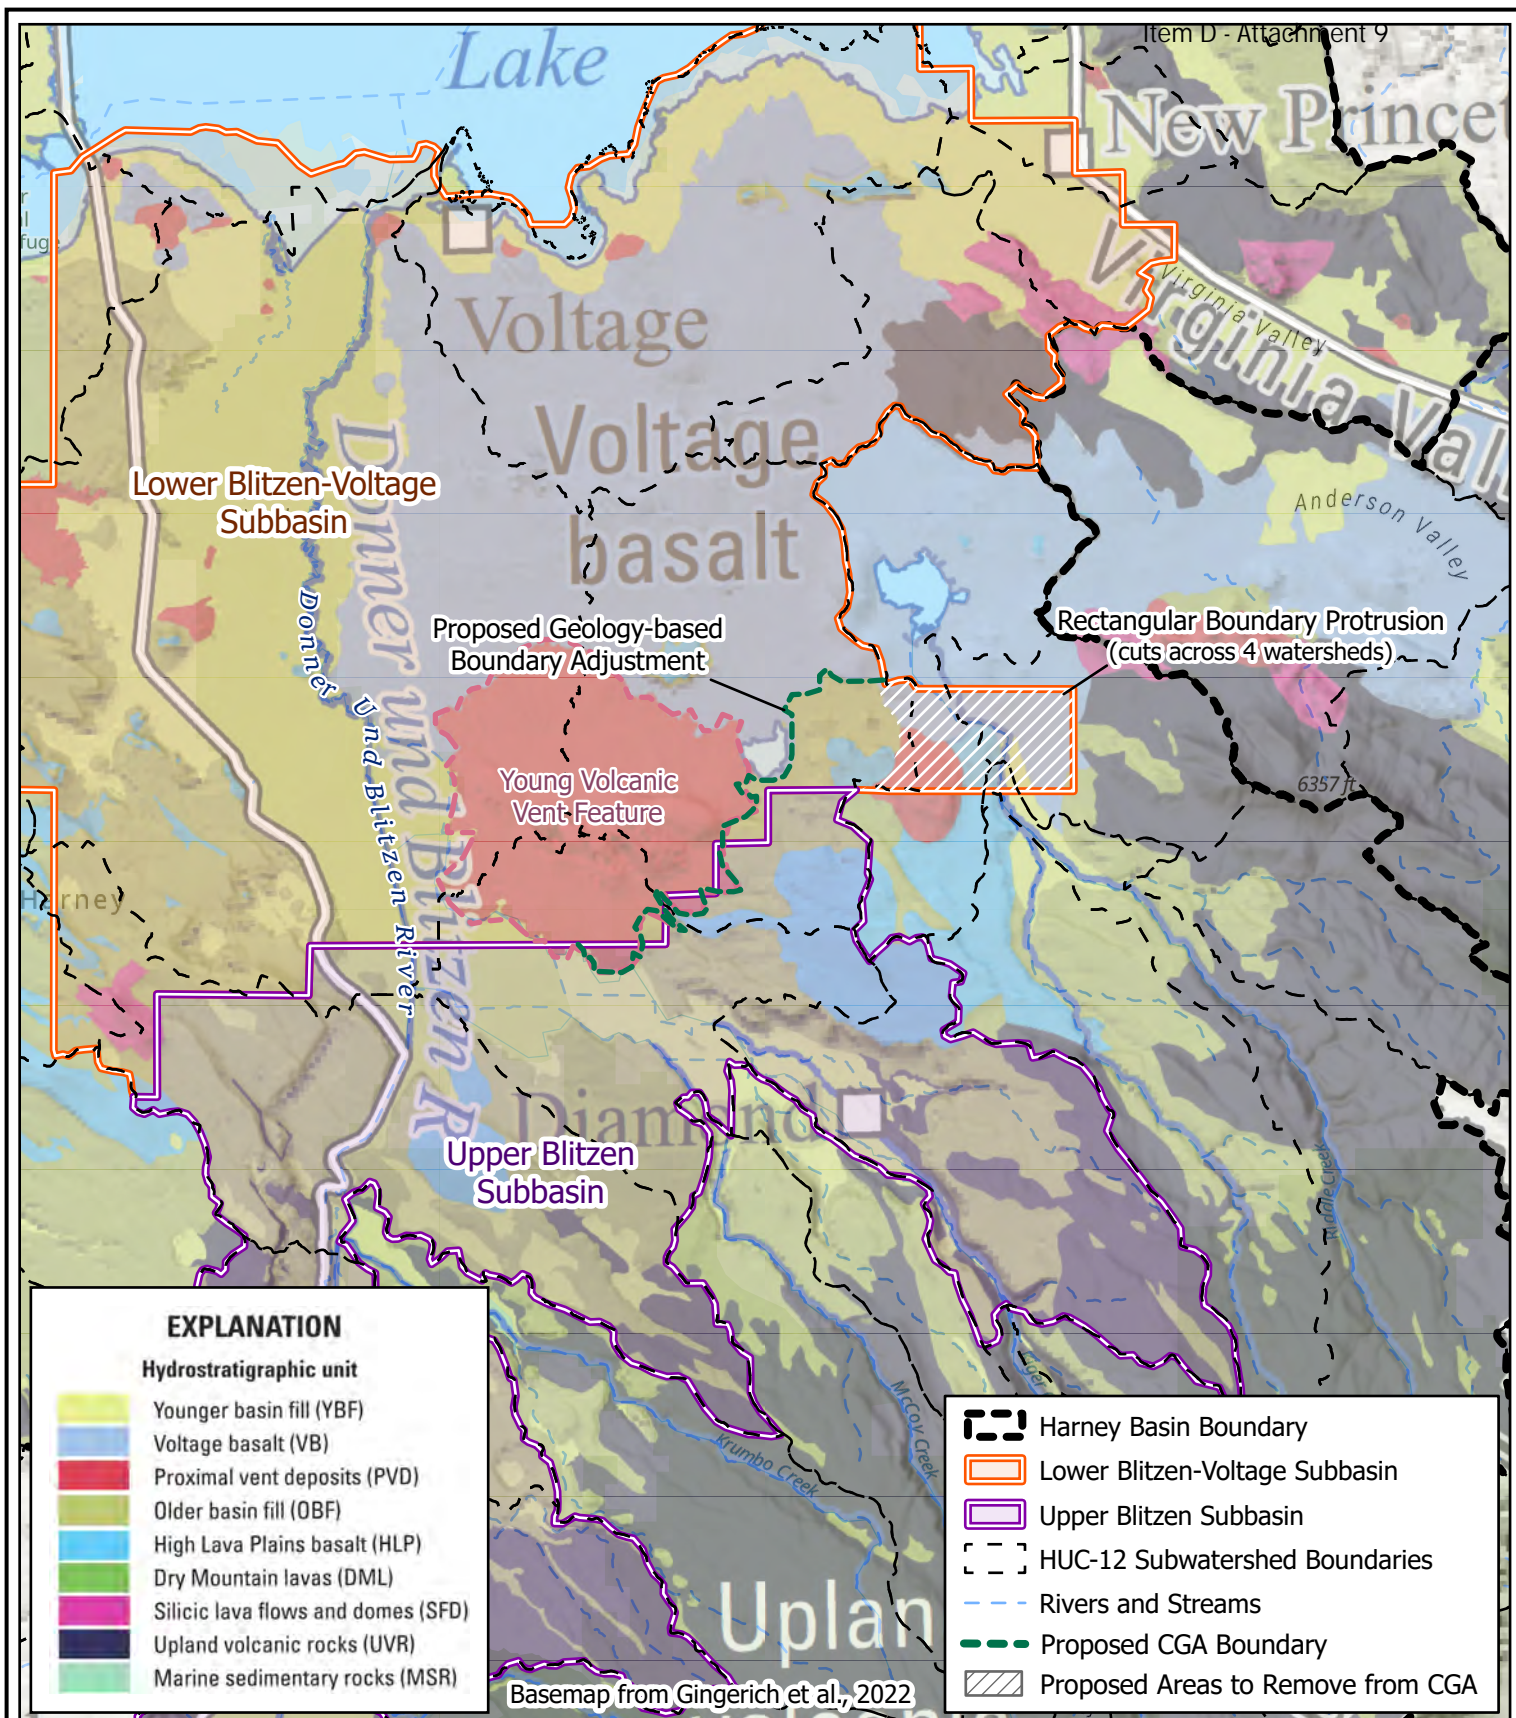 Item D - Attachment 9
Lake
New Princet
r
l
fuge
Virginia Valley
Virginia Vall
Voltage
Voltage
basalt
Lower Blitzen-Voltage
Subbasin
Donner und Blitzen R
Anderson Valley
Donner Und Blitzen River
Proposed Geology-based
Boundary Adjustment
Rectangular Boundary Protrusion
(cuts across 4 watersheds)
Young Volcanic
Vent Feature
6357 ft
Harney
Diamond
Upper Blitzen
Subbasin
Riddle Creek
McCoy Creek
Krumbo Creek
Uplan
Basemap from Gingerich et al., 2022
EXPLANATION
Hydrostratigraphic unit
Younger basin fill (YBF)
Voltage basalt (VB)
Proximal vent deposits (PVD)
Older basin fill (OBF)
High Lava Plains basalt (HLP)
Dry Mountain lavas (DML)
Silicic lava flows and domes (SFD)
Upland volcanic rocks (UVR)
Marine sedimentary rocks (MSR)
Harney Basin Boundary
Lower Blitzen-Voltage Subbasin
Upper Blitzen Subbasin
HUC-12 Subwatershed Boundaries
Rivers and Streams
Proposed CGA Boundary
Proposed Areas to Remove from CGA